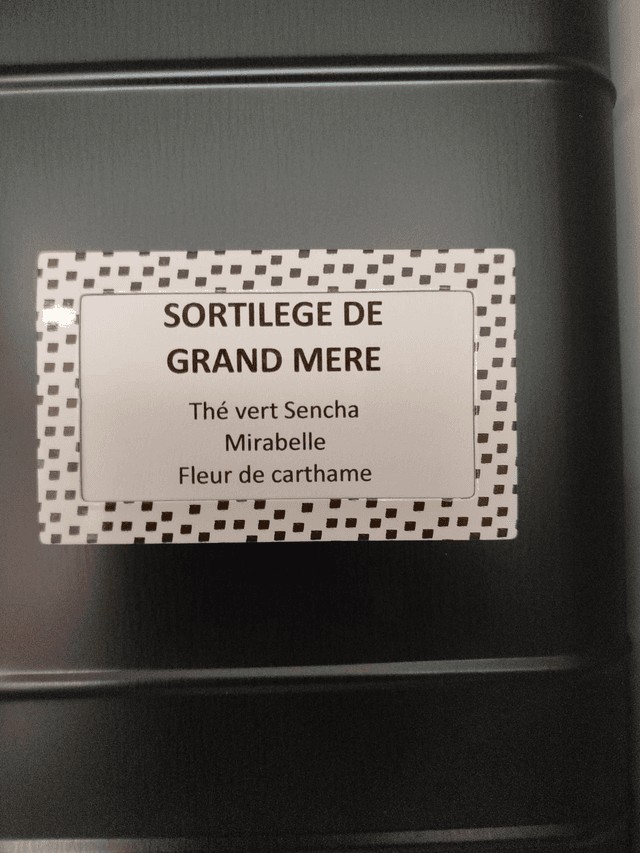 SORTILEGE DE
GRAND MERE
Thé vert Sencha
Mirabelle
Fleur de carthame